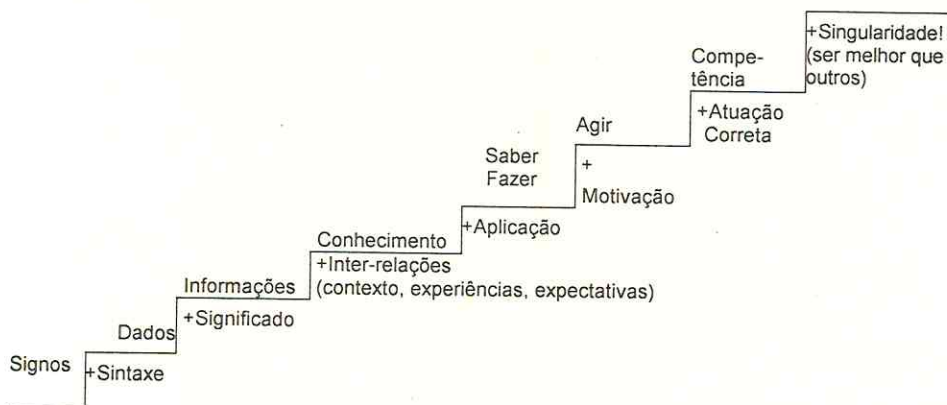 Signos
+Sintaxe
Dados
+Significado
Informações
+Inter-relações
(contexto, experiências, expectativas)
Conhecimento
+Aplicação
Saber
Fazer
+
Motivação
Agir
+Atuação
Correta
Compe-
tência
+Singularidade!
(ser melhor que
outros)